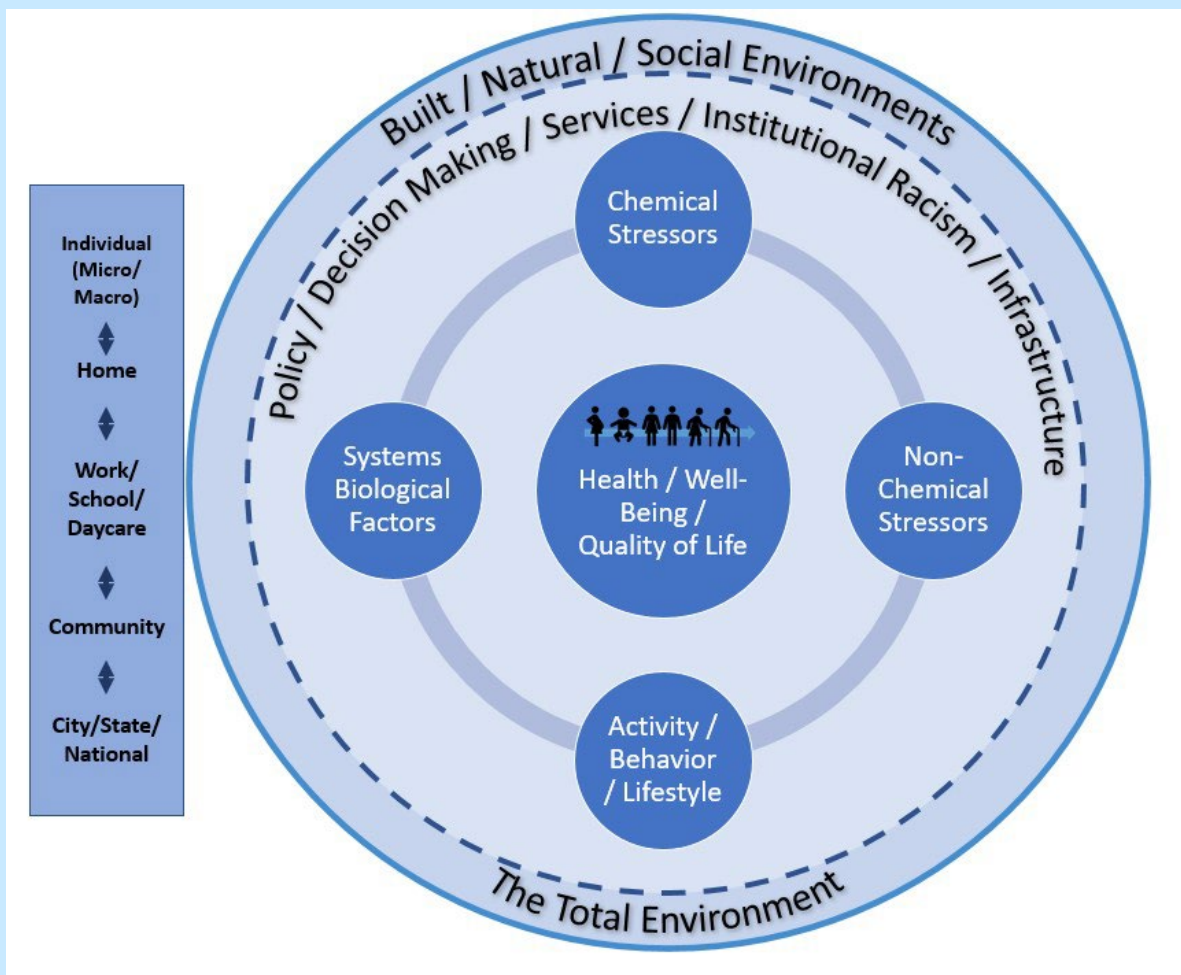 Built / Natural / Social Environments
Policy / Decision Making / Services / Institutional Racism / Infrastructure
Individual
(Micro/
Macro)
Home
Work/
School/
Daycare
Community
City/State/
National
Chemical
Stressors
Systems
Biological
Factors
Health / Well-
Being /
Quality of Life
Non-
Chemical
Stressors
Activity /
Behavior
/ Lifestyle
The Total Environment